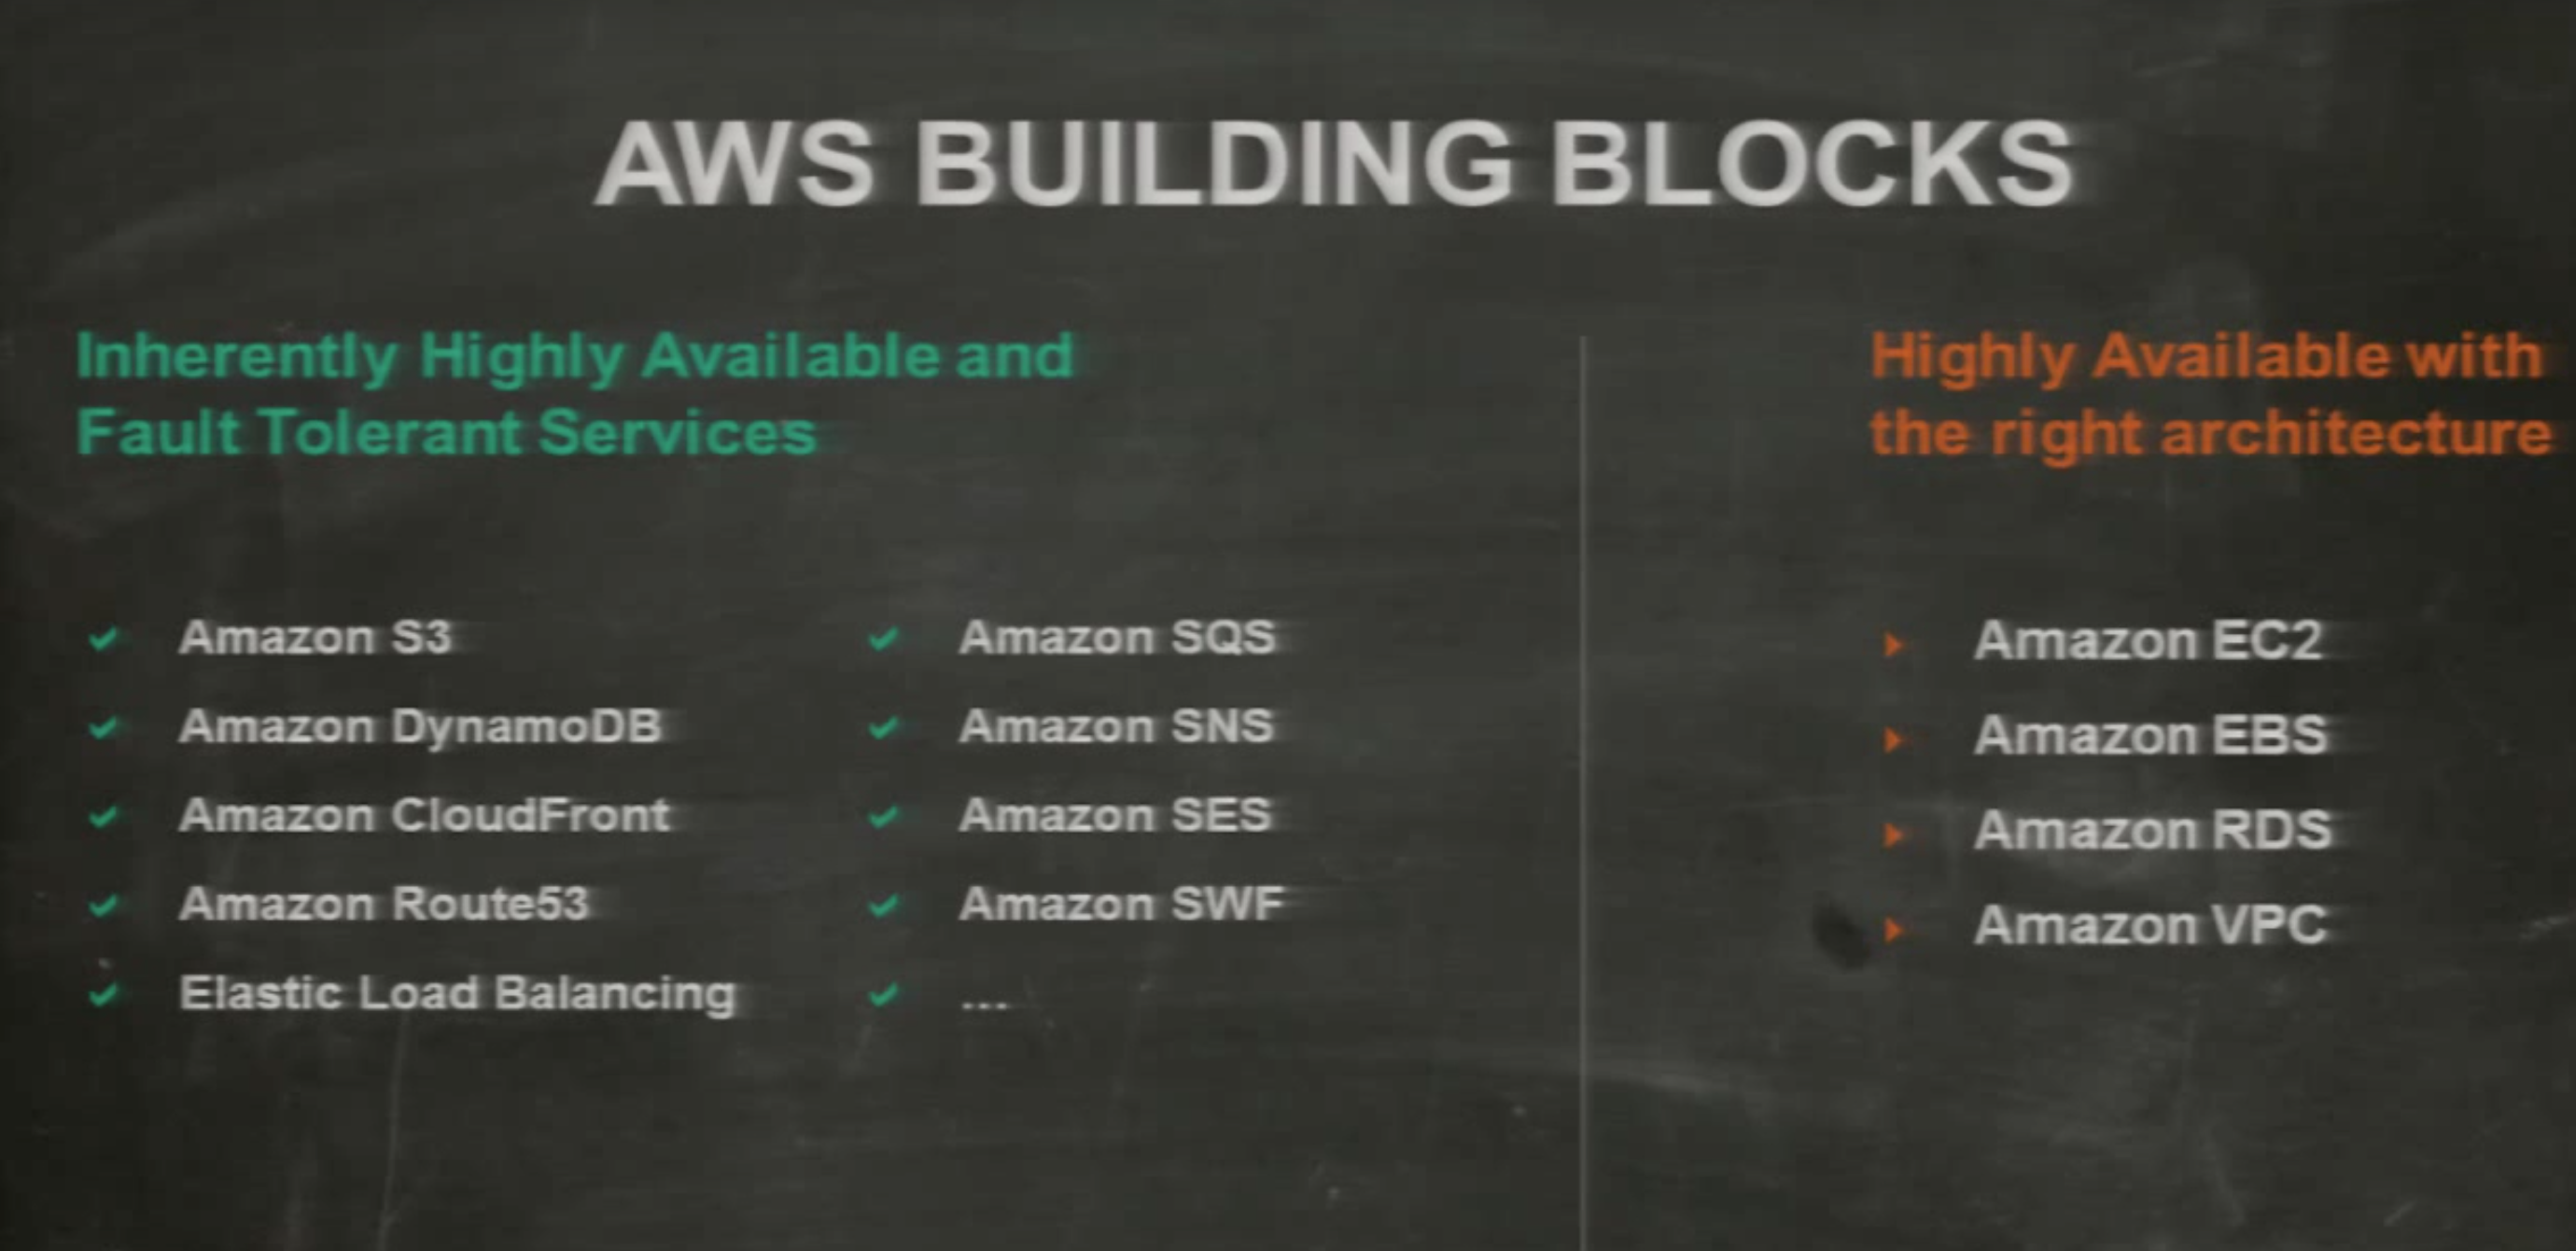 AWS BUILDING BLOCKS
Inherently Highly Available and
Fault Tolerant Services
Amazon S3
Amazon DynamoDB
Amazon CloudFront
Amazon Route53
Elastic Load Balancing
Amazon SQS
Amazon SNS
Amazon SES
Amazon SWF
...
Highly Available with
the right architecture
Amazon EC2
Amazon EBS
Amazon RDS
Amazon VPC